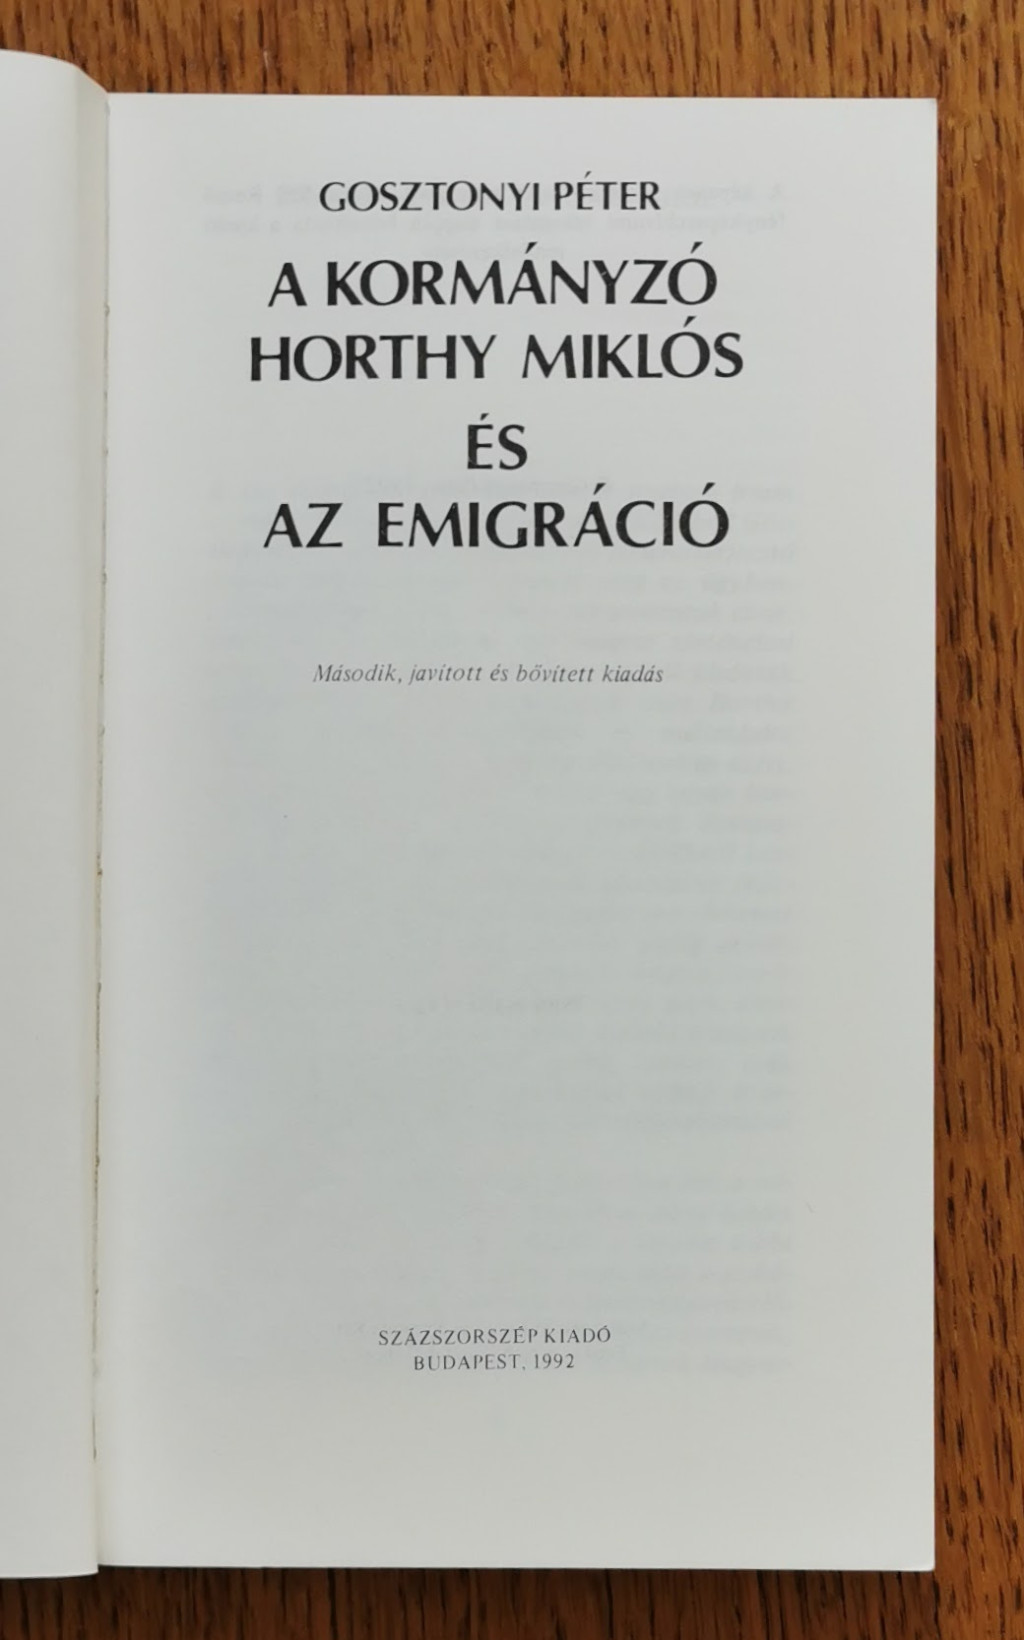 GOSZTONYI PÉTER
A KORMÁNYZÓ
HORTHY MIKLÓS
ÉS
AZ EMIGRÁCIÓ
Második, javított és bővített kiadás
SZÁZSZORSZÉP KIADÓ
BUDAPEST, 1992